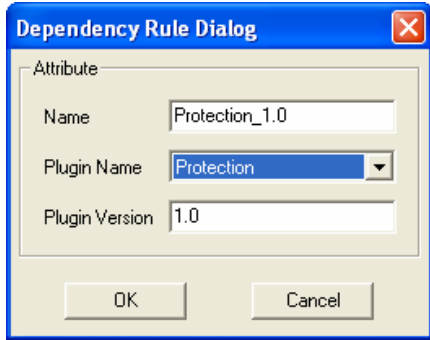 Dependency Rule Dialog
Attribute
Name Protection_1.0
Plugin Name Protection
Plugin Version 1.0
OK Cancel